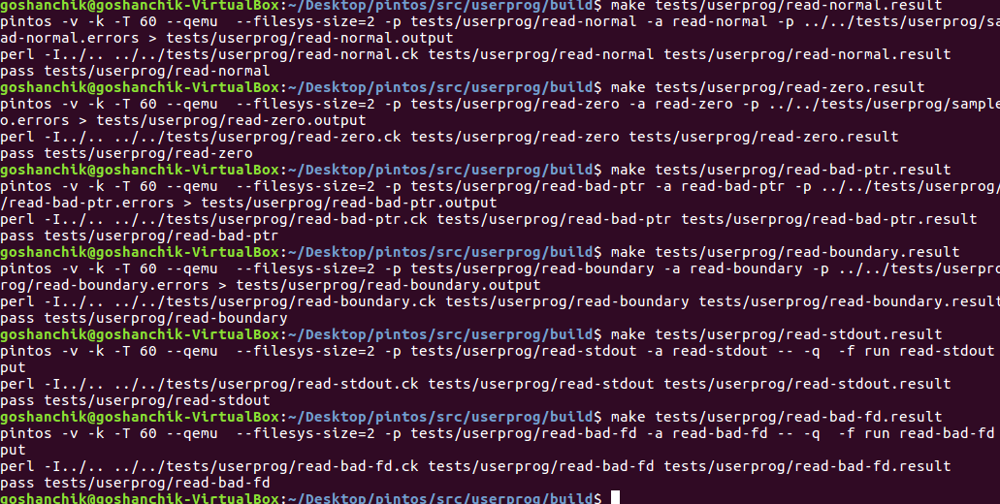 goshanchik@goshanchik-VirtualBox:~/Desktop/pintos/src/userprog/build$ make tests/userprog/read-normal.result
pintos -v -k -T 60 --qemu  --filesys-size=2 -p tests/userprog/read-normal -a read-normal -p ../../tests/userprog/sa
ad-normal.errors > tests/userprog/read-normal.output
perl -I../.. ../../tests/userprog/read-normal.ck tests/userprog/read-normal tests/userprog/read-normal.result
pass tests/userprog/read-normal
goshanchik@goshanchik-VirtualBox:~/Desktop/pintos/src/userprog/build$ make tests/userprog/read-zero.result
pintos -v -k -T 60 --qemu  --filesys-size=2 -p tests/userprog/read-zero -a read-zero -p ../../tests/userprog/sample
o.errors > tests/userprog/read-zero.output
perl -I../.. ../../tests/userprog/read-zero.ck tests/userprog/read-zero tests/userprog/read-zero.result
pass tests/userprog/read-zero
goshanchik@goshanchik-VirtualBox:~/Desktop/pintos/src/userprog/build$ make tests/userprog/read-bad-ptr.result
pintos -v -k -T 60 --qemu  --filesys-size=2 -p tests/userprog/read-bad-ptr -a read-bad-ptr -p ../../tests/userprog/
/read-bad-ptr.errors > tests/userprog/read-bad-ptr.output
perl -I../.. ../../tests/userprog/read-bad-ptr.ck tests/userprog/read-bad-ptr tests/userprog/read-bad-ptr.result
pass tests/userprog/read-bad-ptr
goshanchik@goshanchik-VirtualBox:~/Desktop/pintos/src/userprog/build$ make tests/userprog/read-boundary.result
pintos -v -k -T 60 --qemu  --filesys-size=2 -p tests/userprog/read-boundary -a read-boundary -p ../../tests/userpro
rog/read-boundary.errors > tests/userprog/read-boundary.output
perl -I../.. ../../tests/userprog/read-boundary.ck tests/userprog/read-boundary tests/userprog/read-boundary.result
pass tests/userprog/read-boundary
goshanchik@goshanchik-VirtualBox:~/Desktop/pintos/src/userprog/build$ make tests/userprog/read-stdout.result
pintos -v -k -T 60 --qemu  --filesys-size=2 -p tests/userprog/read-stdout -a read-stdout -- -q  -f run read-stdout
put
perl -I../.. ../../tests/userprog/read-stdout.ck tests/userprog/read-stdout tests/userprog/read-stdout.result
pass tests/userprog/read-stdout
goshanchik@goshanchik-VirtualBox:~/Desktop/pintos/src/userprog/build$ make tests/userprog/read-bad-fd.result
pintos -v -k -T 60 --qemu  --filesys-size=2 -p tests/userprog/read-bad-fd -a read-bad-fd -- -q  -f run read-bad-fd
put
perl -I../.. ../../tests/userprog/read-bad-fd.ck tests/userprog/read-bad-fd tests/userprog/read-bad-fd.result
pass tests/userprog/read-bad-fd
goshanchik@goshanchik-VirtualBox:~/Desktop/pintos/src/userprog/build$